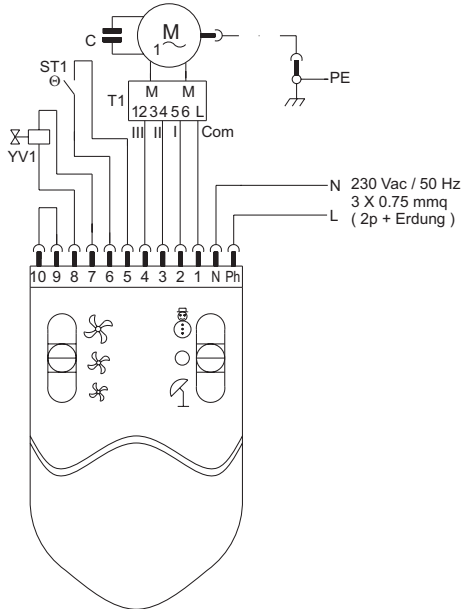 C
M
1
ST1
T1
M M
1 2 3 4 5 6 L
III II I Com
PE
YV1
N 230 Vac / 50 Hz
3 X 0.75 mmq
L ( 2p + Erdung )
10 9 8 7 6 5 4 3 2 1 N Ph